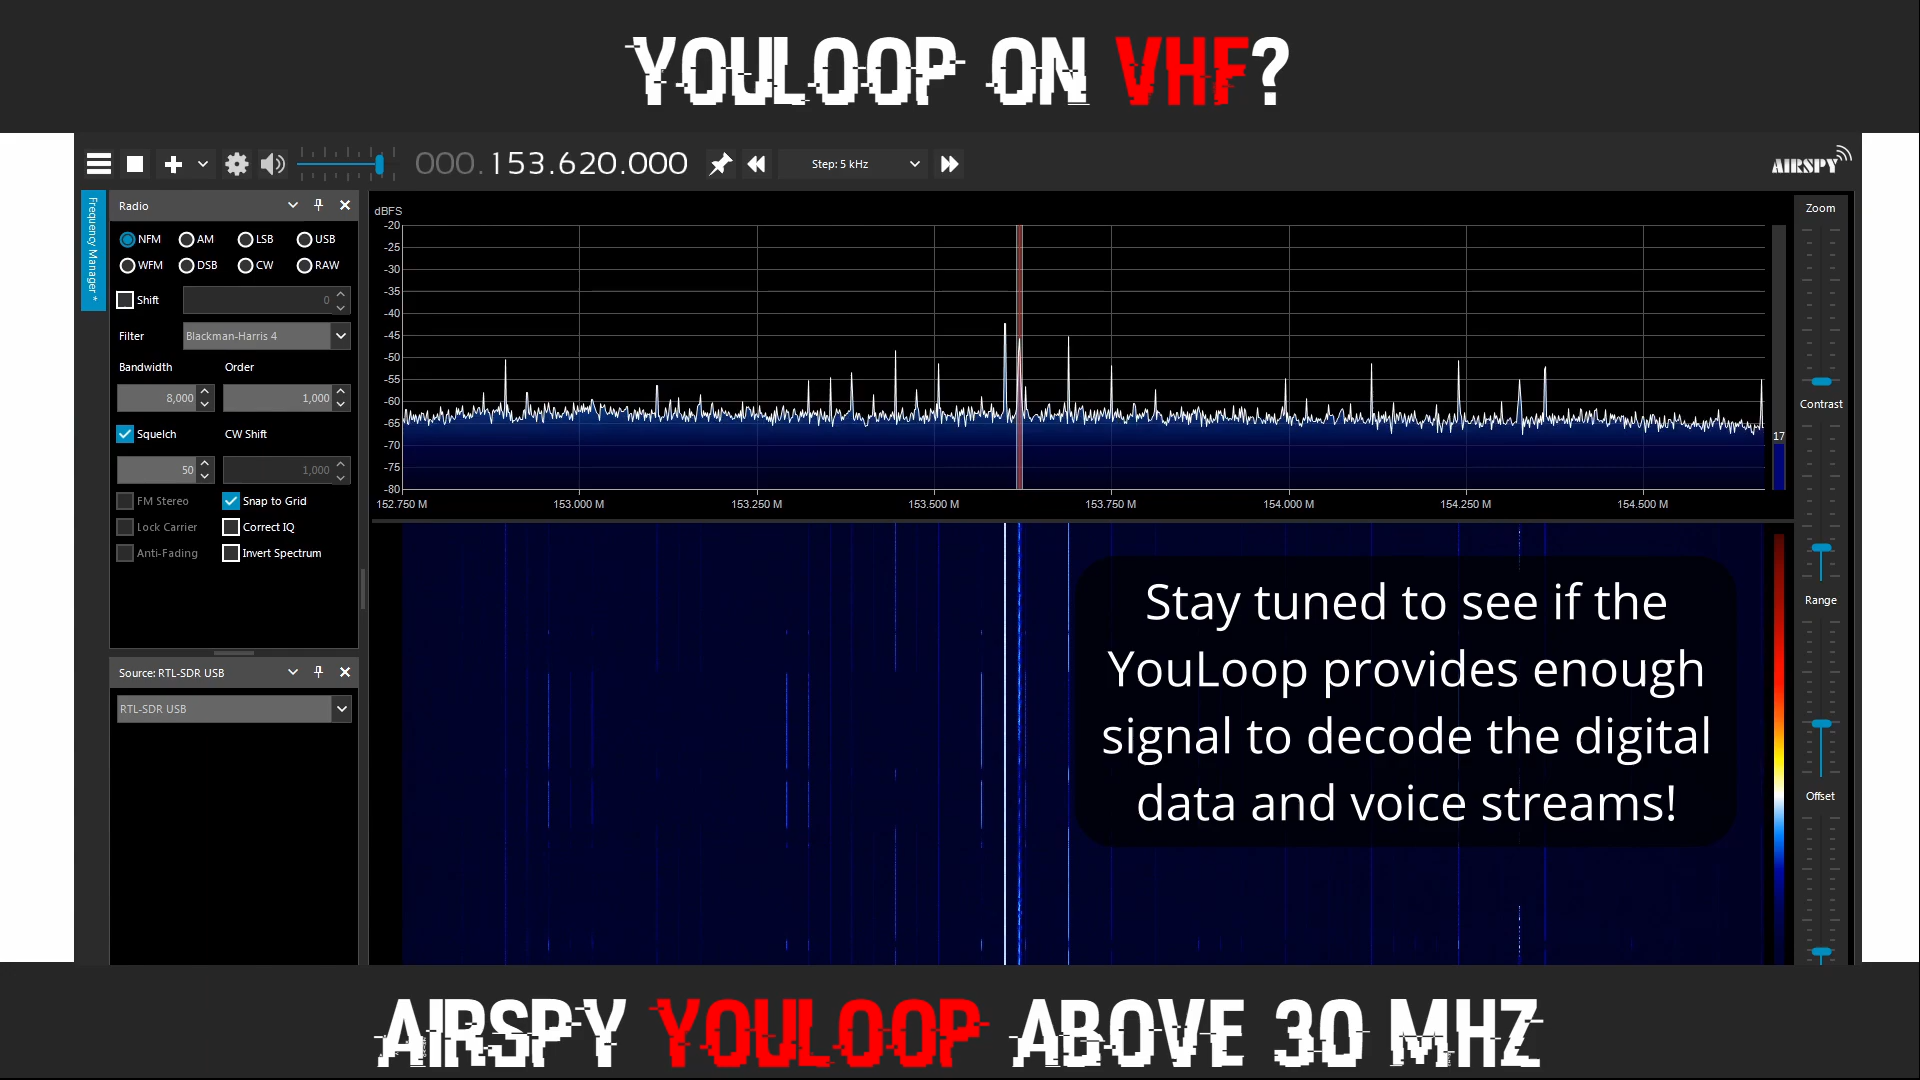 YOULOOP ON VHF?
000.153.620.000
Step: 5 kHz
AIRSPY
Frequency Manager *
Radio
NFM AM LSB USB
WFM DSB CW RAW
Shift 0
Filter Blackman-Harris 4
Bandwidth Order
8,000 1,000
Squelch CW Shift
50 1,000
FM Stereo Snap to Grid
Lock Carrier Correct IQ
Anti-Fading Invert Spectrum
Source: RTL-SDR USB
RTL-SDR USB
dBFS
-20
-25
-30
-35
-40
-45
-50
-55
-60
-65
-70
-75
-80
152.750 M 153.000 M 153.250 M 153.500 M 153.750 M 154.000 M 154.250 M 154.500 M
17
Zoom
Contrast
Range
Offset
Stay tuned to see if the
YouLoop provides enough
signal to decode the digital
data and voice streams!
AIRSPY YOULOOP ABOVE 30 MHZ